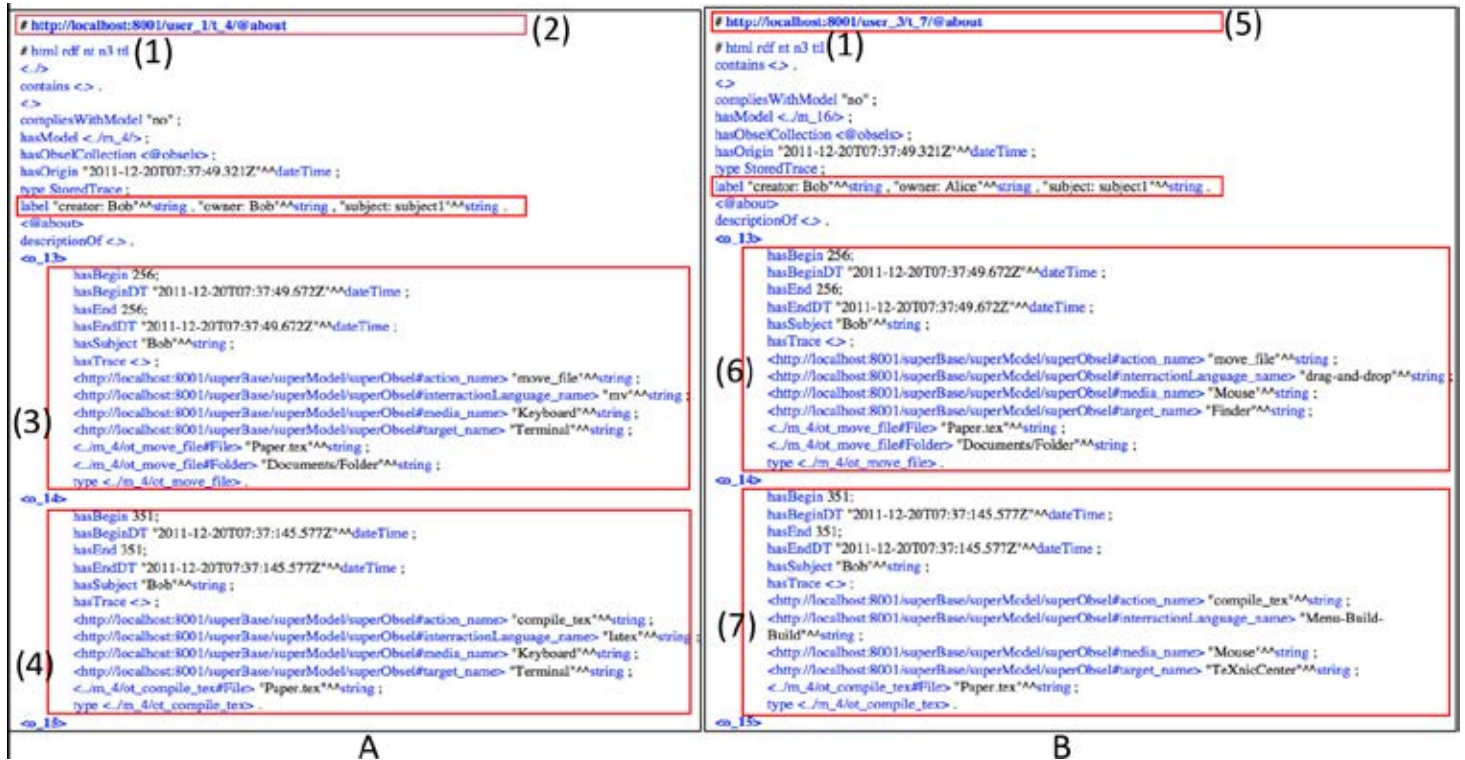 # http://localhost:8001/user_1/t_4/@about
(2)
# html rdf nt n3 ttl (1)
<../>
contains <.> .
<.>
compliesWithModel "no" ;
hasModel <../m_4/> ;
hasObselCollection <@obsels> ;
hasOrigin "2011-12-20T07:37:49.321Z"^^dateTime ;
type StoredTrace ;
label "creator: Bob"^^string , "owner: Bob"^^string , "subject: subject1"^^string .
<@about>
descriptionOf <.> .
<o_13>
hasBegin 256;
hasBeginDT "2011-12-20T07:37:49.672Z"^^dateTime ;
hasEnd 256;
hasEndDT "2011-12-20T07:37:49.672Z"^^dateTime ;
hasSubject "Bob"^^string ;
hasTrace <.> ;
<http://localhost:8001/superBase/superModel/superObsel#action_name> "move_file"^^string ;
<http://localhost:8001/superBase/superModel/superObsel#interractionLanguage_name> "mv"^^string ;
<http://localhost:8001/superBase/superModel/superObsel#media_name> "Keyboard"^^string ;
(3)
<http://localhost:8001/superBase/superModel/superObsel#target_name> "Terminal"^^string ;
<../m_4/ot_move_file#File> "Paper.tex"^^string ;
<../m_4/ot_move_file#Folder> "Documents/Folder"^^string ;
type <../m_4/ot_move_file> .
<o_14>
hasBegin 351;
hasBeginDT "2011-12-20T07:37:145.577Z"^^dateTime ;
hasEnd 351;
hasEndDT "2011-12-20T07:37:145.577Z"^^dateTime ;
hasSubject "Bob"^^string ;
hasTrace <.> ;
<http://localhost:8001/superBase/superModel/superObsel#action_name> "compile_tex"^^string ;
<http://localhost:8001/superBase/superModel/superObsel#interractionLanguage_name> "latex"^^string ;
<http://localhost:8001/superBase/superModel/superObsel#media_name> "Keyboard"^^string ;
(4)
<http://localhost:8001/superBase/superModel/superObsel#target_name> "Terminal"^^string ;
<../m_4/ot_compile_tex#File> "Paper.tex"^^string ;
type <../m_4/ot_compile_tex> .
<o_15>
A
# http://localhost:8001/user_3/t_7/@about
(5)
# html rdf nt n3 ttl (1)
contains <.> .
<.>
compliesWithModel "no" ;
hasModel <../m_16/> ;
hasObselCollection <@obsels> ;
hasOrigin "2011-12-20T07:37:49.321Z"^^dateTime ;
type StoredTrace ;
label "creator: Bob"^^string , "owner: Alice"^^string , "subject: subject1"^^string .
<@about>
descriptionOf <.> .
<o_13>
hasBegin 256;
hasBeginDT "2011-12-20T07:37:49.672Z"^^dateTime ;
hasEnd 256;
hasEndDT "2011-12-20T07:37:49.672Z"^^dateTime ;
hasSubject "Bob"^^string ;
hasTrace <.> ;
<http://localhost:8001/superBase/superModel/superObsel#action_name> "move_file"^^string ;
(6)
<http://localhost:8001/superBase/superModel/superObsel#interractionLanguage_name> "drag-and-drop"^^string ;
<http://localhost:8001/superBase/superModel/superObsel#media_name> "Mouse"^^string ;
<http://localhost:8001/superBase/superModel/superObsel#target_name> "Finder"^^string ;
<../m_4/ot_move_file#File> "Paper.tex"^^string ;
<../m_4/ot_move_file#Folder> "Documents/Folder"^^string ;
type <../m_4/ot_move_file> .
<o_14>
hasBegin 351;
hasBeginDT "2011-12-20T07:37:145.577Z"^^dateTime ;
hasEnd 351;
hasEndDT "2011-12-20T07:37:145.577Z"^^dateTime ;
hasSubject "Bob"^^string ;
hasTrace <.> ;
<http://localhost:8001/superBase/superModel/superObsel#action_name> "compile_tex"^^string ;
<http://localhost:8001/superBase/superModel/superObsel#interractionLanguage_name> "Menu-Build-
(7)
Build"^^string ;
<http://localhost:8001/superBase/superModel/superObsel#media_name> "Mouse"^^string ;
<http://localhost:8001/superBase/superModel/superObsel#target_name> "TeXnicCenter"^^string ;
<../m_4/ot_compile_tex#File> "Paper.tex"^^string ;
type <../m_4/ot_compile_tex> .
<o_15>
B